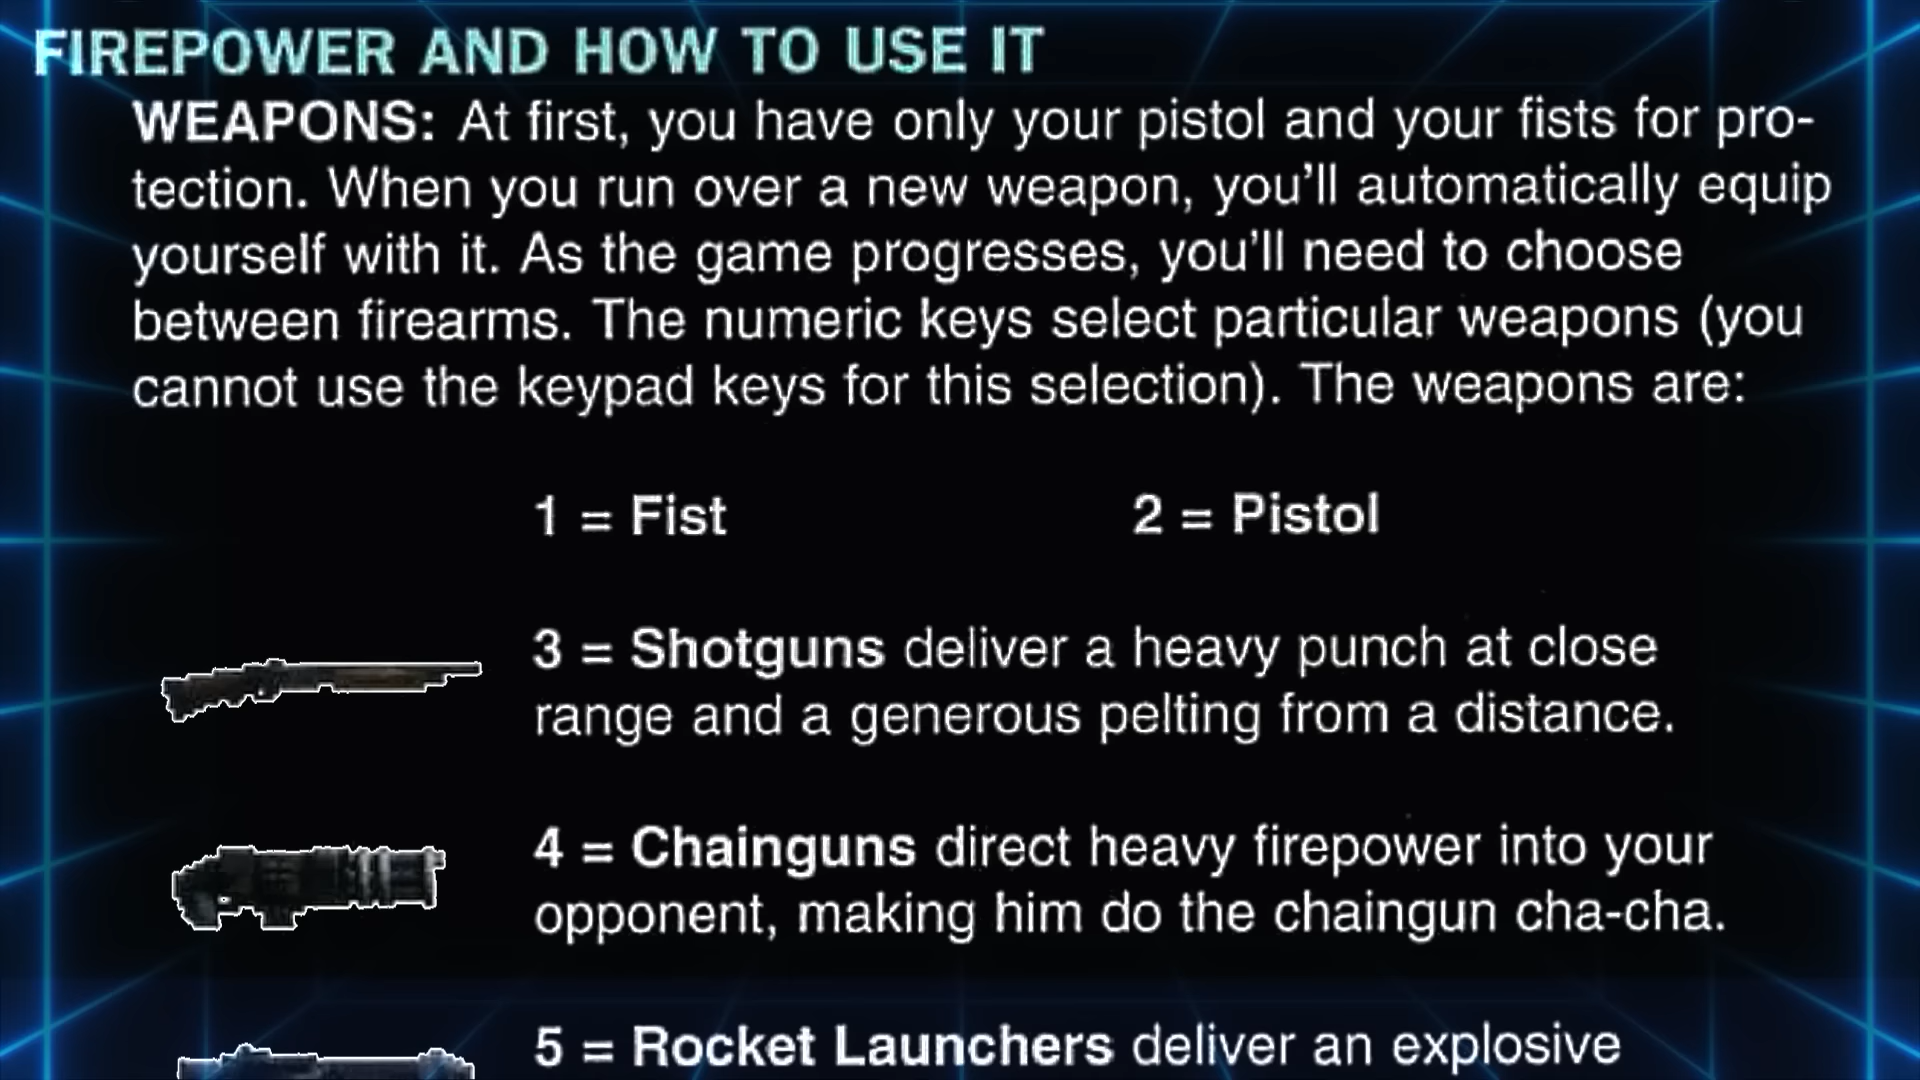 FIREPOWER AND HOW TO USE IT
WEAPONS: At first, you have only your pistol and your fists for pro-
tection. When you run over a new weapon, you'll automatically equip
yourself with it. As the game progresses, you'll need to choose
between firearms. The numeric keys select particular weapons (you
cannot use the keypad keys for this selection). The weapons are:
1 = Fist 2 = Pistol
3 = Shotguns deliver a heavy punch at close
range and a generous pelting from a distance.
4 = Chainguns direct heavy firepower into your
opponent, making him do the chaingun cha-cha.
5 = Rocket Launchers deliver an explosive